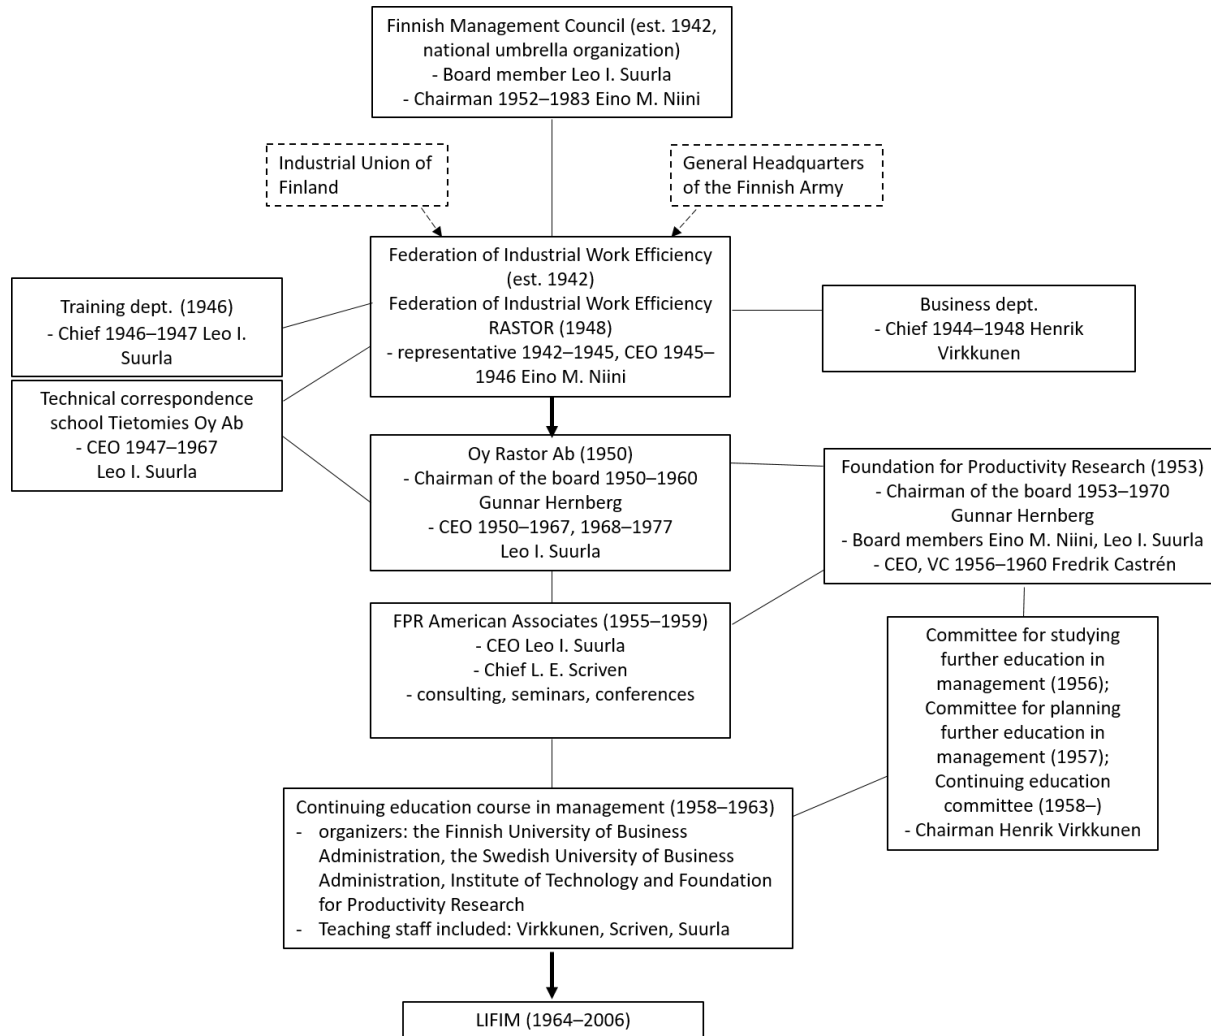 Finnish Management Council (est. 1942,
national umbrella organization)
- Board member Leo I. Suurla
- Chairman 1952–1983 Eino M. Niini
Industrial Union of
Finland
General Headquarters
of the Finnish Army
Federation of Industrial Work Efficiency
(est. 1942)
Federation of Industrial Work Efficiency
RASTOR (1948)
- representative 1942–1945, CEO 1945–
1946 Eino M. Niini
Training dept. (1946)
- Chief 1946–1947 Leo I.
Suurla
Business dept.
- Chief 1944–1948 Henrik
Virkkunen
Technical correspondence
school Tietomies Oy Ab
- CEO 1947–1967
Leo I. Suurla
Oy Rastor Ab (1950)
- Chairman of the board 1950–1960
Gunnar Hernberg
- CEO 1950–1967, 1968–1977
Leo I. Suurla
Foundation for Productivity Research (1953)
- Chairman of the board 1953–1970
Gunnar Hernberg
- Board members Eino M. Niini, Leo I. Suurla
- CEO, VC 1956–1960 Fredrik Castrén
FPR American Associates (1955–1959)
- CEO Leo I. Suurla
- Chief L. E. Scriven
- consulting, seminars, conferences
Committee for studying
further education in
management (1956);
Committee for planning
further education in
management (1957);
Continuing education
committee (1958–)
- Chairman Henrik Virkkunen
Continuing education course in management (1958–1963)
- organizers: the Finnish University of Business
Administration, the Swedish University of Business
Administration, Institute of Technology and Foundation
for Productivity Research
- Teaching staff included: Virkkunen, Scriven, Suurla
LIFIM (1964–2006)